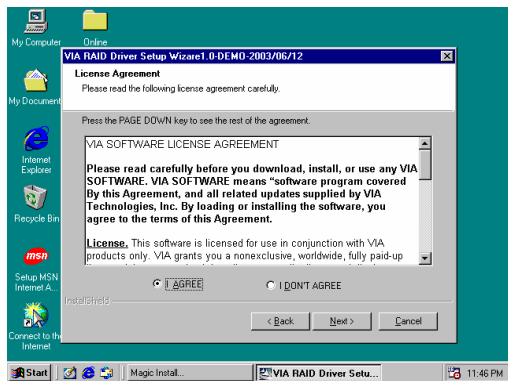 My Computer
Online
VIA RAID Driver Setup Wizare1.0-DEMO-2003/06/12
License Agreement
Please read the following license agreement carefully.
My Document
Press the PAGE DOWN key to see the rest of the agreement.
VIA SOFTWARE LICENSE AGREEMENT
Please read carefully before you download, install, or use any VIA
SOFTWARE. VIA SOFTWARE means "software program covered
By this Agreement, and all related updates supplied by VIA
Technologies, Inc. By loading or installing the software, you
agree to the terms of this Agreement.
License. This software is licensed for use in conjunction with VIA
products only. VIA grants you a nonexclusive, worldwide, fully paid-up
Internet
Explorer
Recycle Bin
msn
Setup MSN
Internet A...
I AGREE
I DON'T AGREE
InstallShield
< Back
Next >
Cancel
Connect to the
Internet
Start
Magic Install...
VIA RAID Driver Setu...
11:46 PM